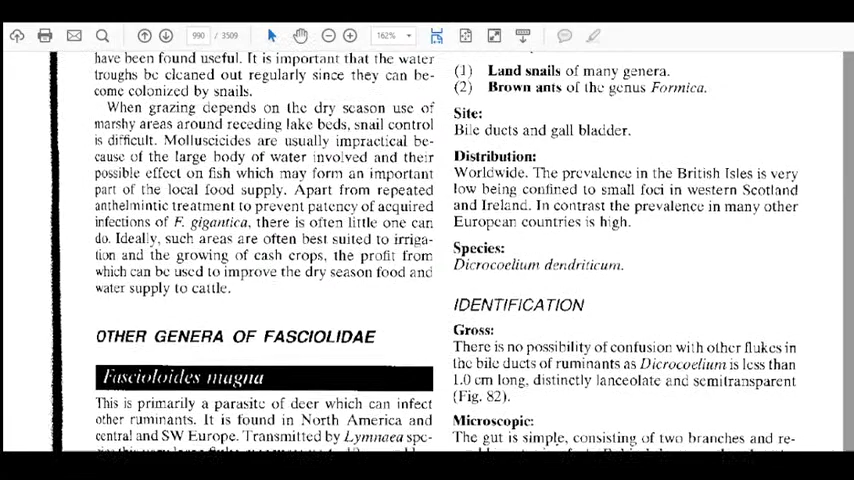 990 / 3509
162%
have been found useful. It is important that the water
troughs be cleaned out regularly since they can be-
come colonized by snails.
When grazing depends on the dry season use of
marshy areas around receding lake beds, snail control
is difficult. Molluscicides are usually impractical be-
cause of the large body of water involved and their
possible effect on fish which may form an important
part of the local food supply. Apart from repeated
anthelmintic treatment to prevent patency of acquired
infections of F. gigantica, there is often little one can
do. Ideally, such areas are often best suited to irriga-
tion and the growing of cash crops, the profit from
which can be used to improve the dry season food and
water supply to cattle.
OTHER GENERA OF FASCIOLIDAE
Fascioloides magna
This is primarily a parasite of deer which can infect
other ruminants. It is found in North America and
central and SW Europe. Transmitted by Lymnaea spe-
(1) Land snails of many genera.
(2) Brown ants of the genus Formica.
Site:
Bile ducts and gall bladder.
Distribution:
Worldwide. The prevalence in the British Isles is very
low being confined to small foci in western Scotland
and Ireland. In contrast the prevalence in many other
European countries is high.
Species:
Dicrocoelium dendriticum.
IDENTIFICATION
Gross:
There is no possibility of confusion with other flukes in
the bile ducts of ruminants as Dicrocoelium is less than
1.0 cm long, distinctly lanceolate and semitransparent
(Fig. 82).
Microscopic:
The gut is simple, consisting of two branches and re-